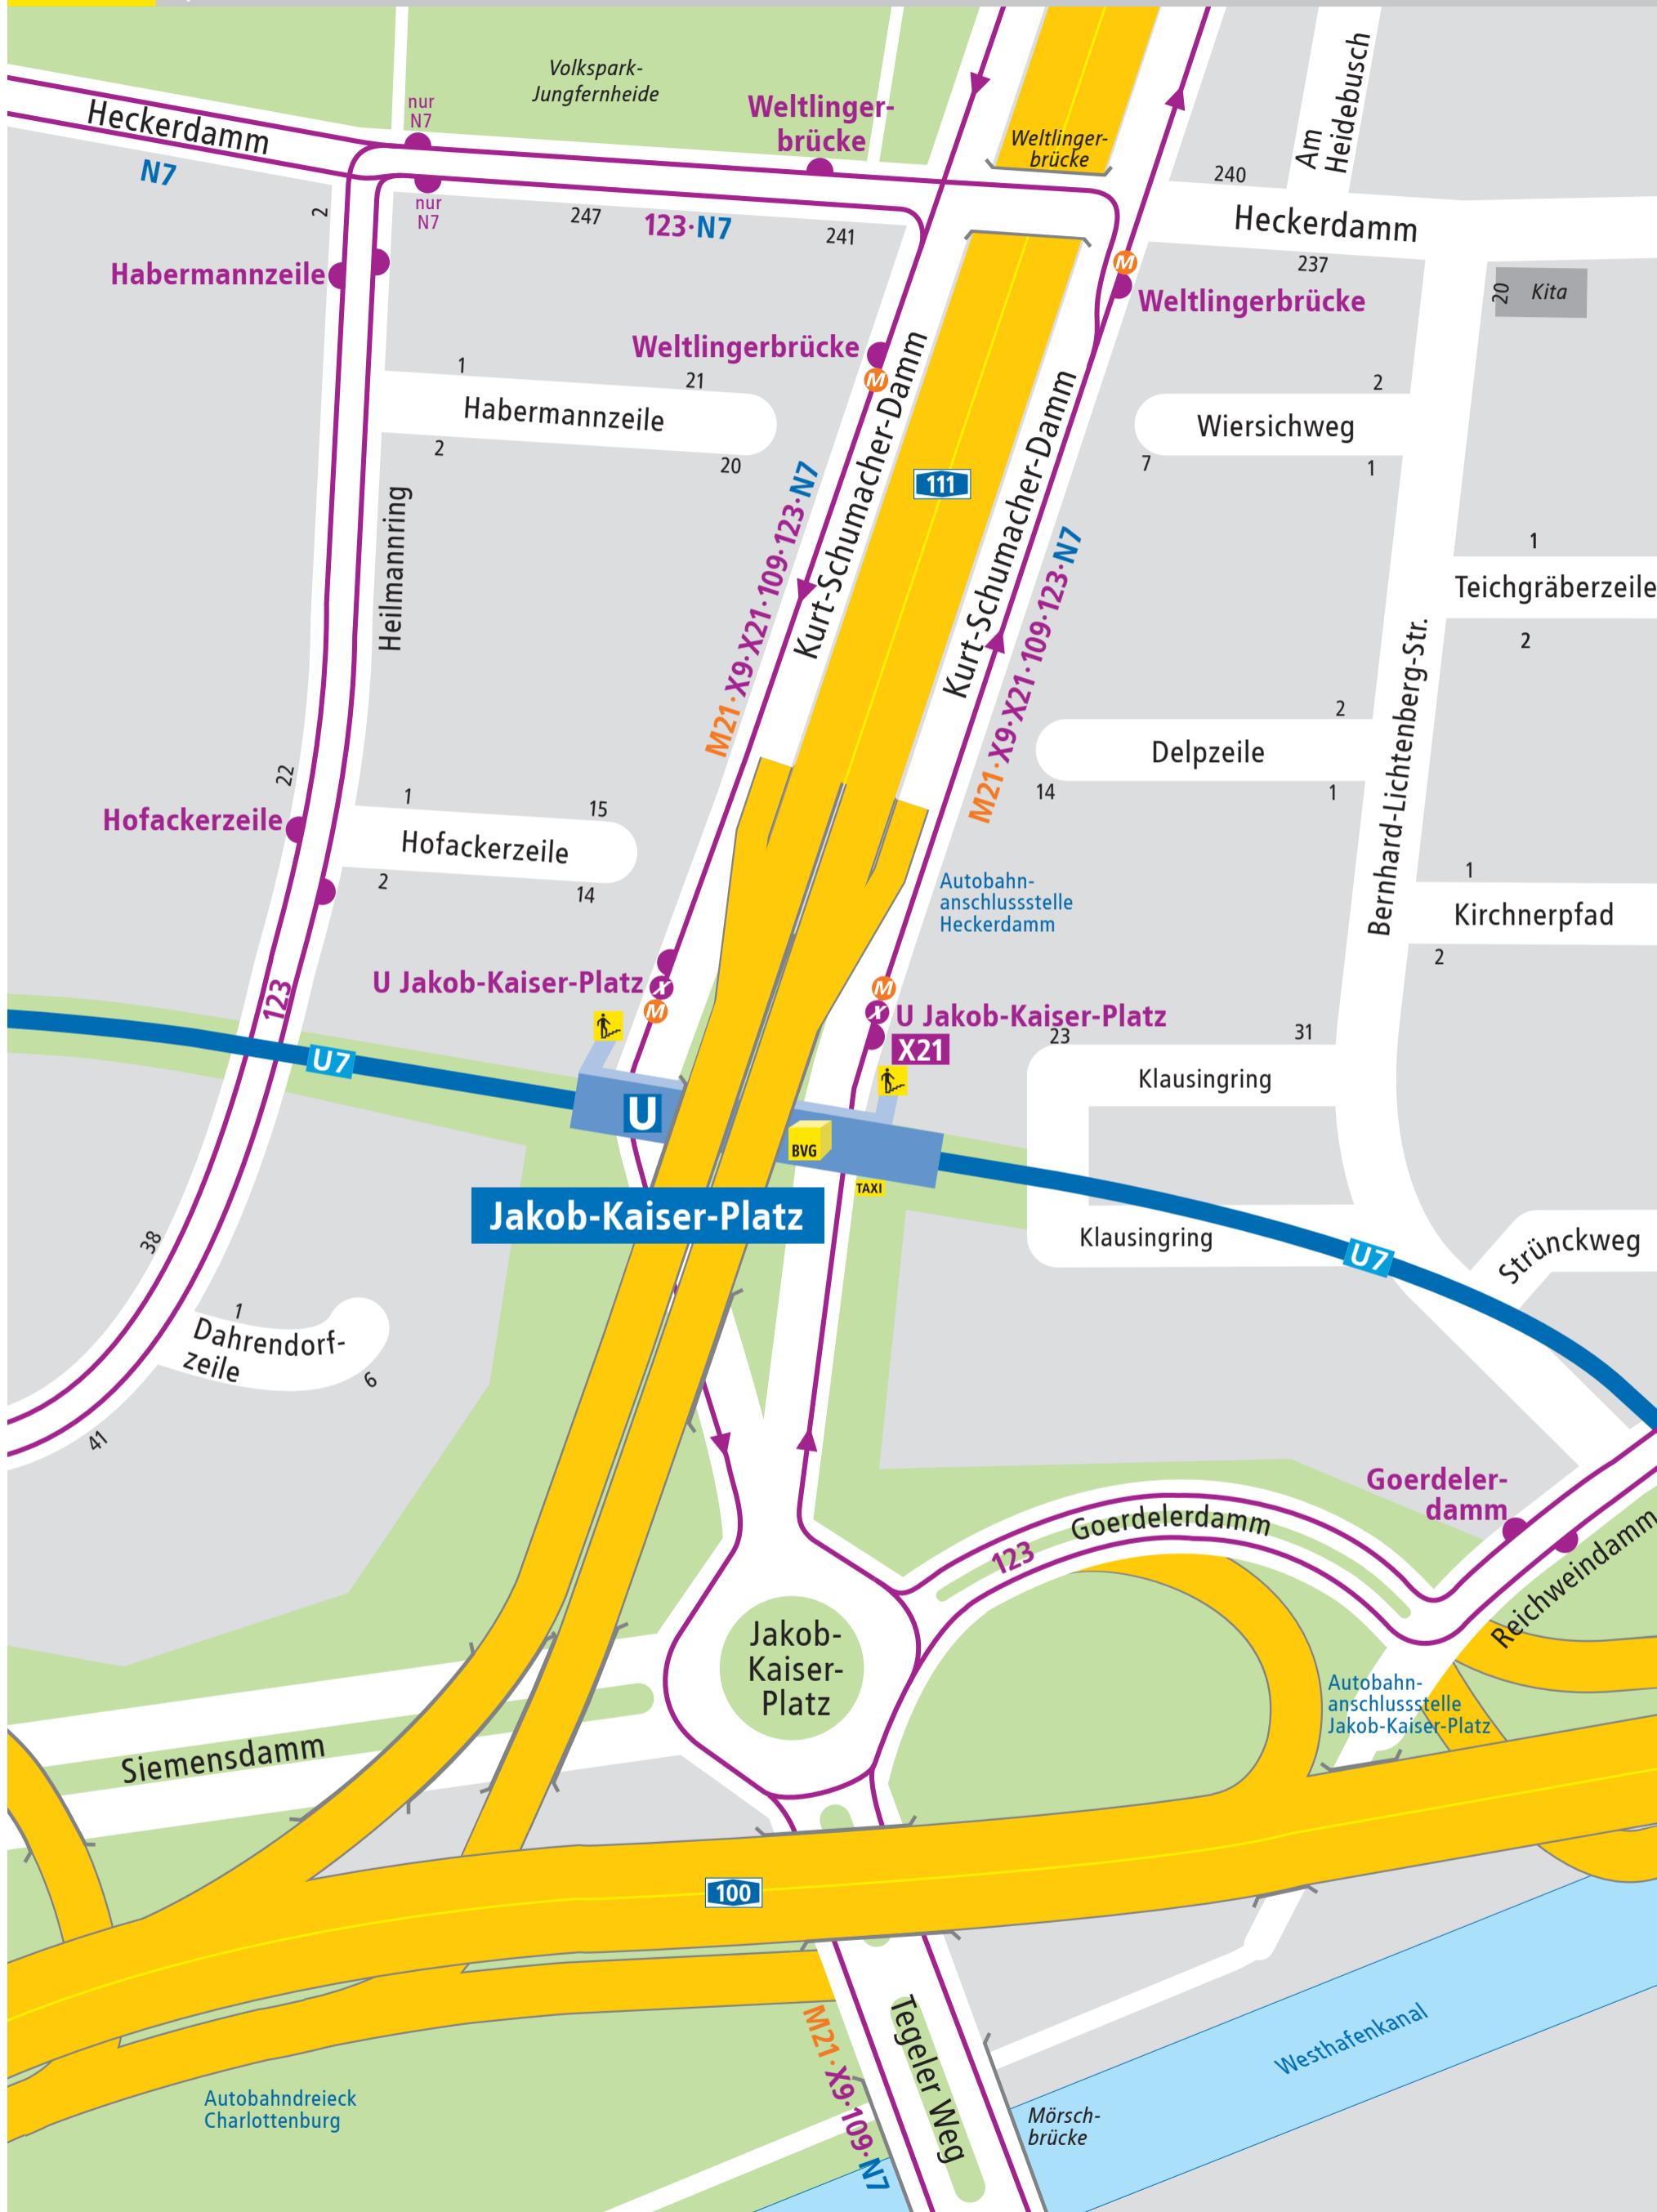 Volkspark-
Jungfernheide
Heckerdamm
N7
nur
N7
nur
N7
Weltlinger-
brücke
Weltlinger-
brücke
Am
Heidebusch
240
Heckerdamm
237
20
Kita
2
247
123·N7
241
Habermannzeile
Weltlingerbrücke
M
Weltlingerbrücke
M
1
21
Habermannzeile
2
20
Heilmannring
Kurt-Schumacher-Damm
Kurt-Schumacher-Damm
111
M21·X9·X21·109·123·N7
M21·X9·X21·109·123·N7
2
Wiersichweg
7
1
1
Teichgräberzeile
2
Bernhard-Lichtenberg-Str.
2
Delpzeile
14
1
22
Hofackerzeile
1
15
Hofackerzeile
2
14
Autobahn-
anschlussstelle
Heckerdamm
1
Kirchnerpfad
2
123
U Jakob-Kaiser-Platz
X
M
M
X
U Jakob-Kaiser-Platz
X21
23
31
Klausingring
U7
U
BVG
TAXI
Jakob-Kaiser-Platz
Klausingring
U7
Strünckweg
38
1
Dahrendorf-
zeile
6
41
Goerdeler-
damm
Goerdelerdamm
123
Reichweindamm
Jakob-
Kaiser-
Platz
Autobahn-
anschlussstelle
Jakob-Kaiser-Platz
Siemensdamm
100
M21·X9·109·N7
Tegeler Weg
Westhafenkanal
Mörsch-
brücke
Autobahndreieck
Charlottenburg